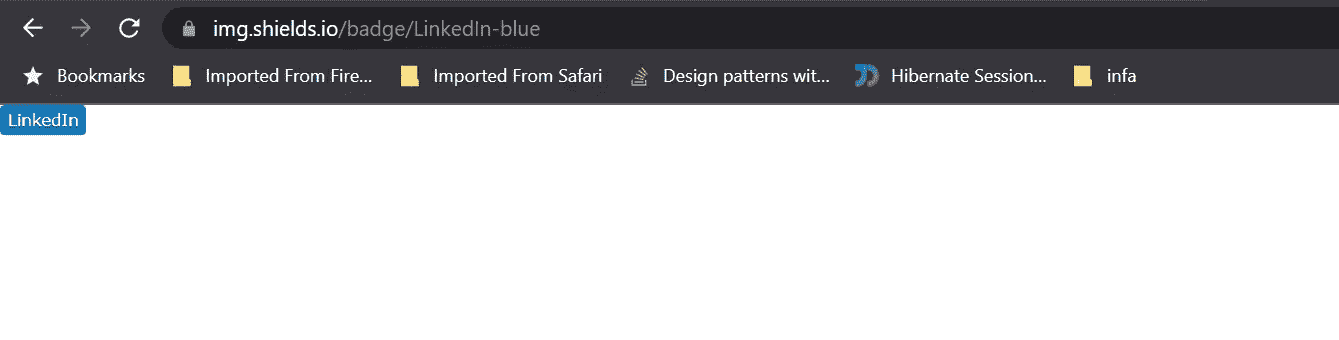 img.shields.io/badge/LinkedIn-blue
Bookmarks Imported From Fire... Imported From Safari Design patterns wit... Hibernate Session... infa
LinkedIn